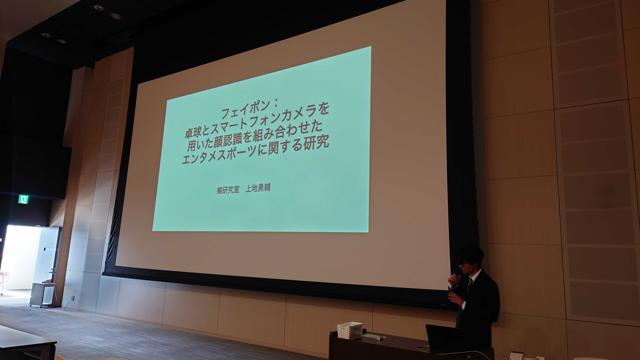 フェイポン：
卓球とスマートフォンカメラを
用いた顔認識を組み合わせた
エンタメスポーツに関する研究
研究室　上地勇輔